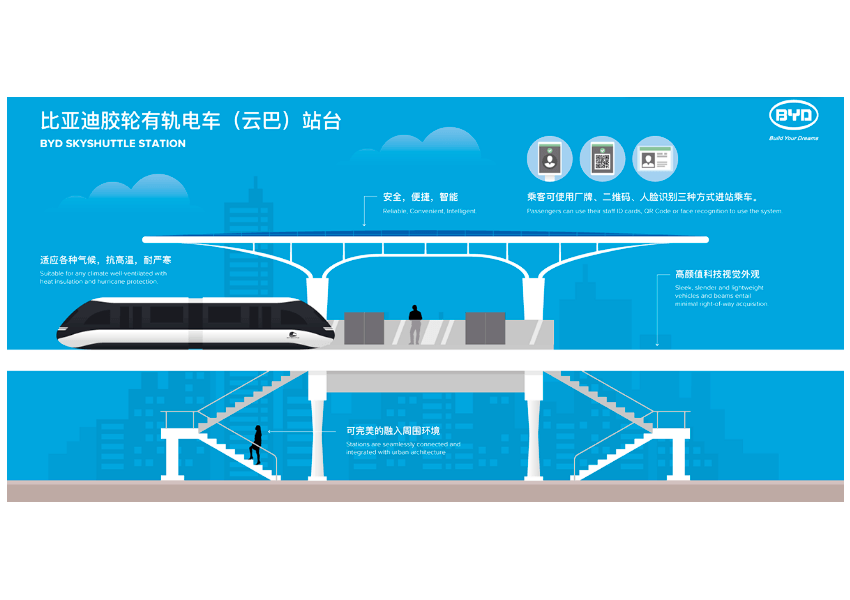 比亚迪胶轮有轨电车（云巴）站台
BYD SKYSHUTTLE STATION
BYD
Build Your Dreams
安全，便捷，智能
Reliable, Convenient, Intelligent
乘客可使用厂牌、二维码、人脸识别三种方式进站乘车。
Passengers can use their staff ID cards, QR Code or face recognition to use the system
适应各种气候，抗高温，耐严寒
Suitable for any climate well-ventilated with
heat insulation and hurricane protection.
高颜值科技视觉外观
Sleek, slender and lightweight
vehicles and beams entail
minimal right-of-way acquisition
可完美的融入周围环境
Stations are seamlessly connected and
integrated with urban architecture